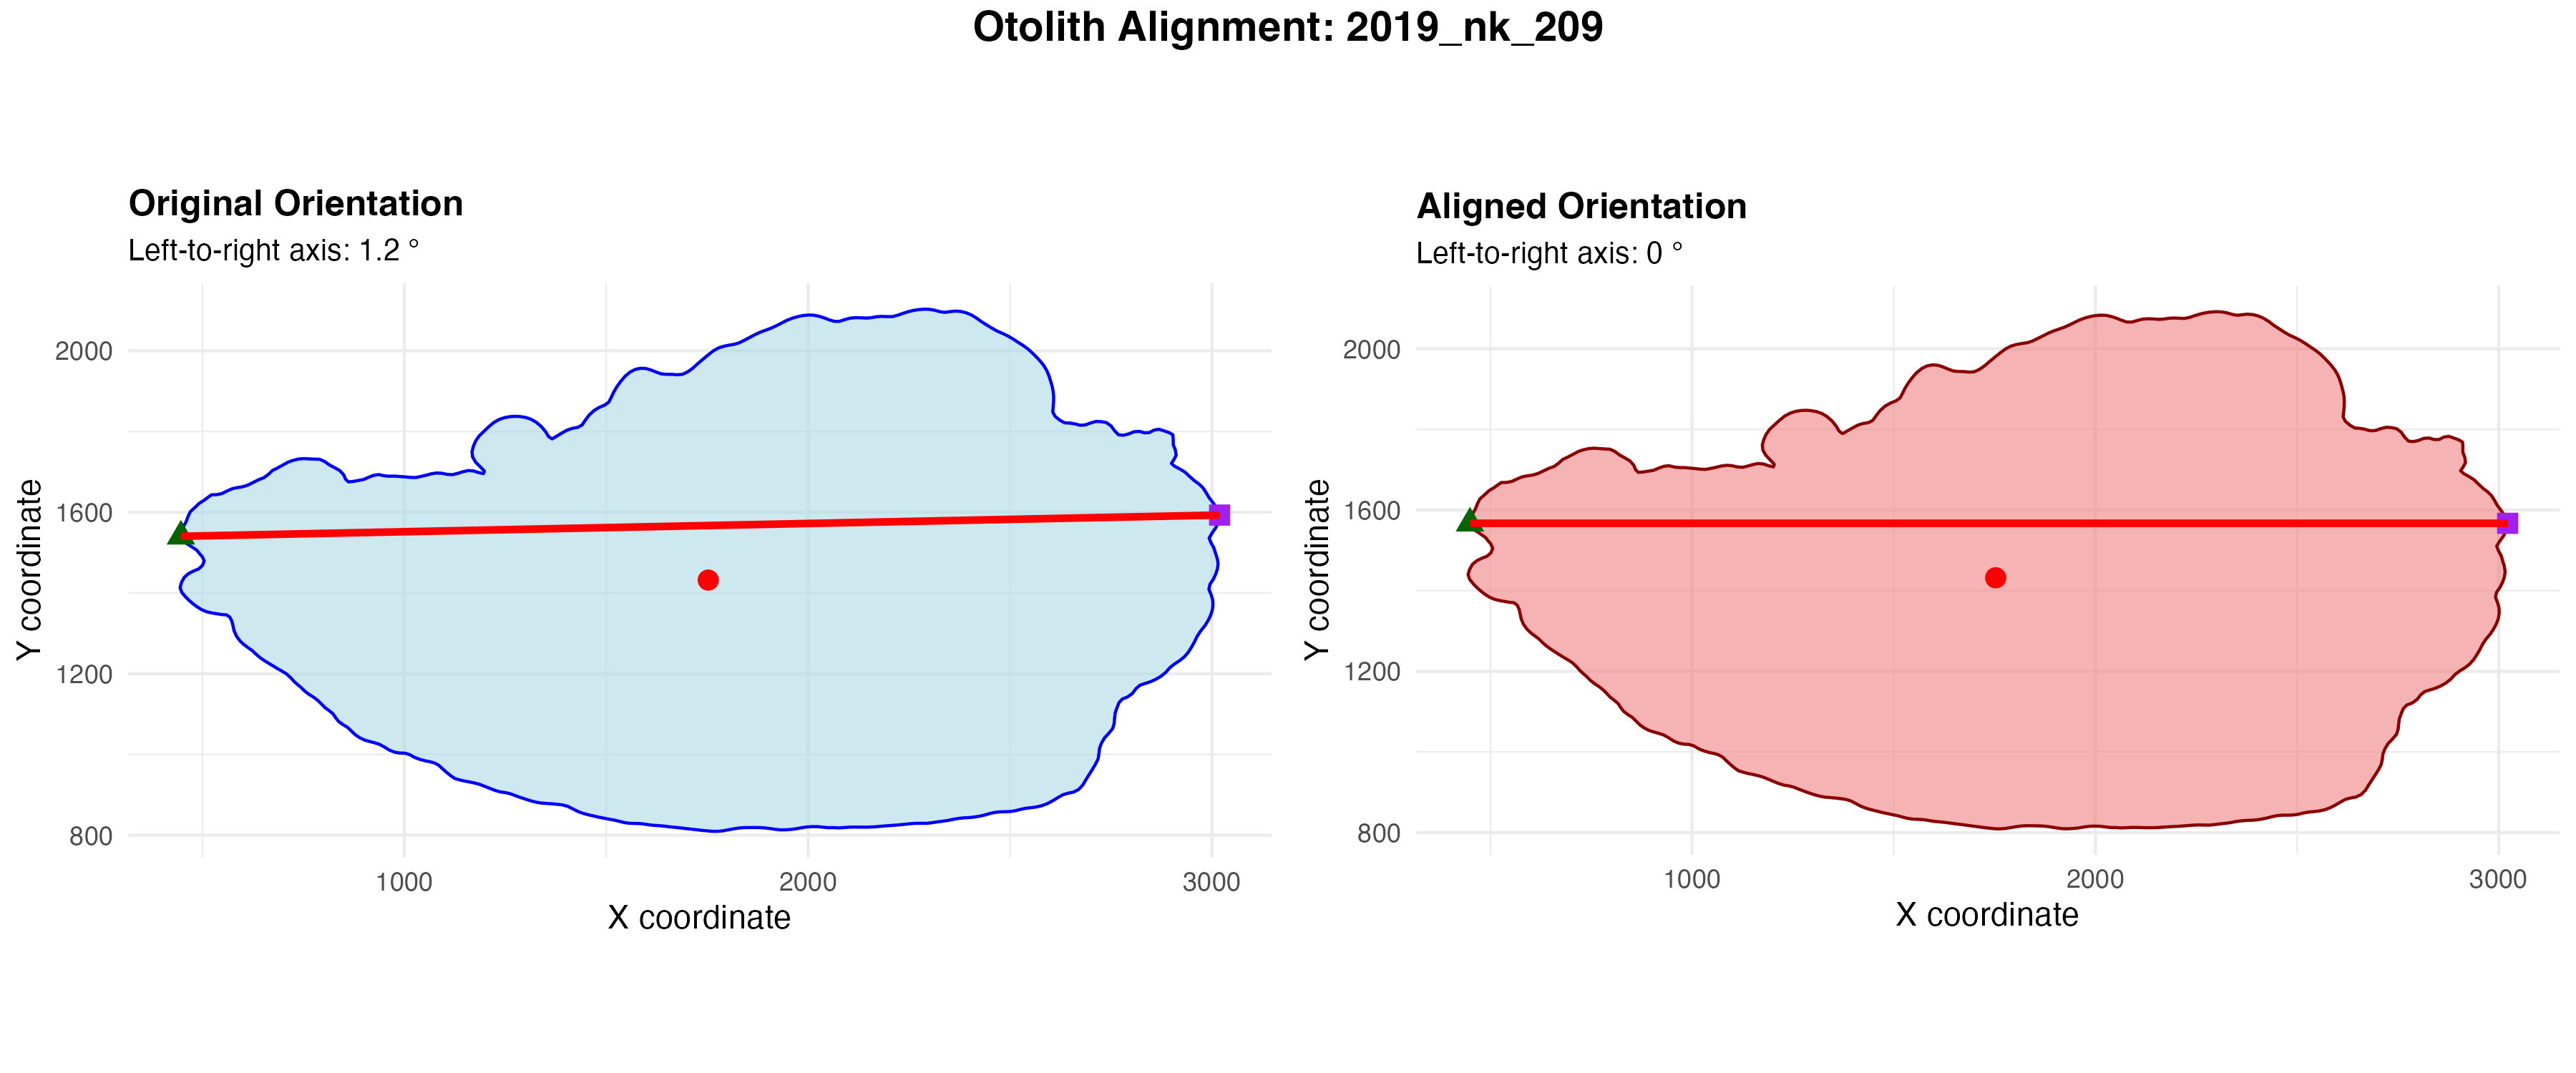 Otolith Alignment: 2019_nk_209
Original Orientation
Left-to-right axis: 1.2 °
Y coordinate
2000
1600
1200
800
1000
2000
3000
X coordinate
Aligned Orientation
Left-to-right axis: 0 °
Y coordinate
2000
1600
1200
800
1000
2000
3000
X coordinate